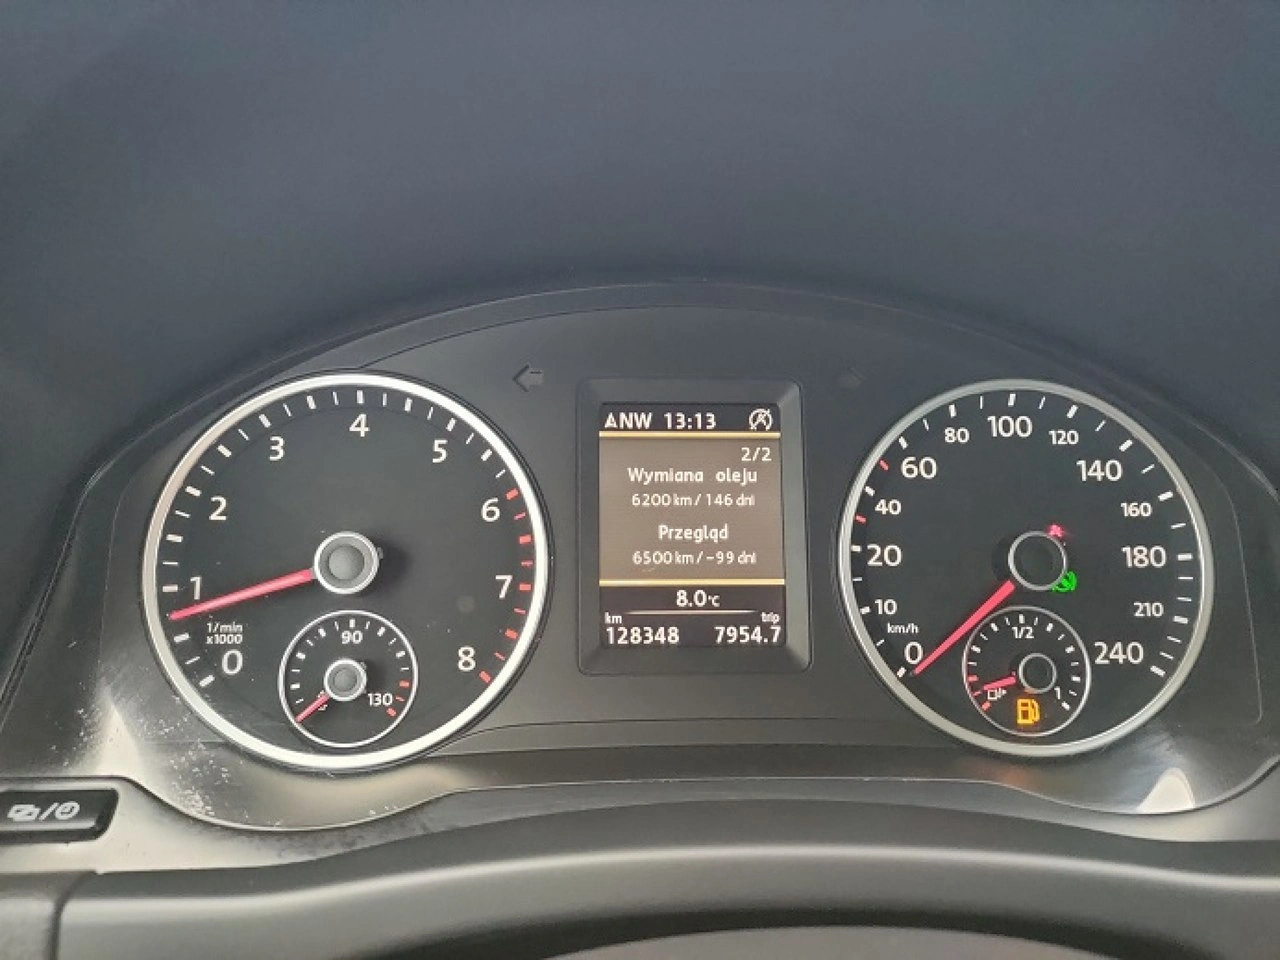 ANW 13:13
2/2
Wymiana oleju
6200 km / 146 dni
Przegląd
6500 km / -99 dni
8.0°c
km trip
128348 7954.7
0 1 2 3 4 5 6 7 8
1/min
x1000
90
130
0 10 20 40 60 80 100 120 140 160 180 210 240
km/h
1/2
1